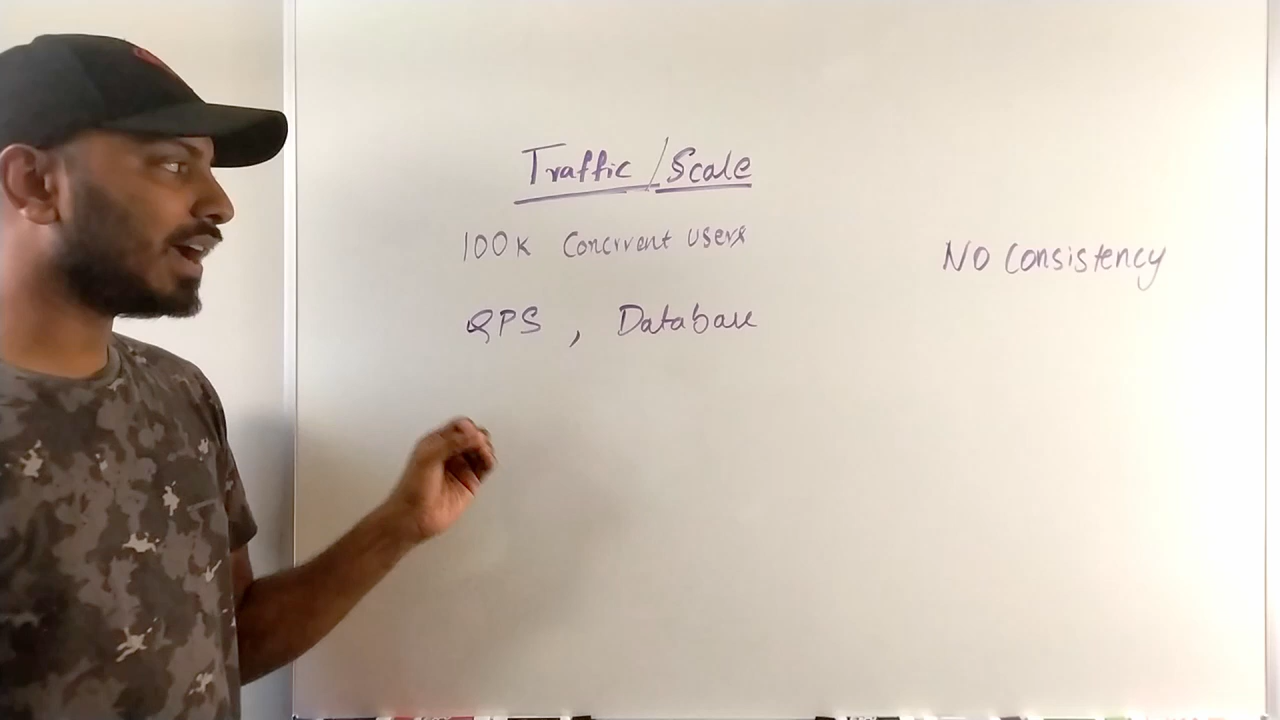 Traffic / Scale
100K Concurrent users
QPS , Database
NO Consistency